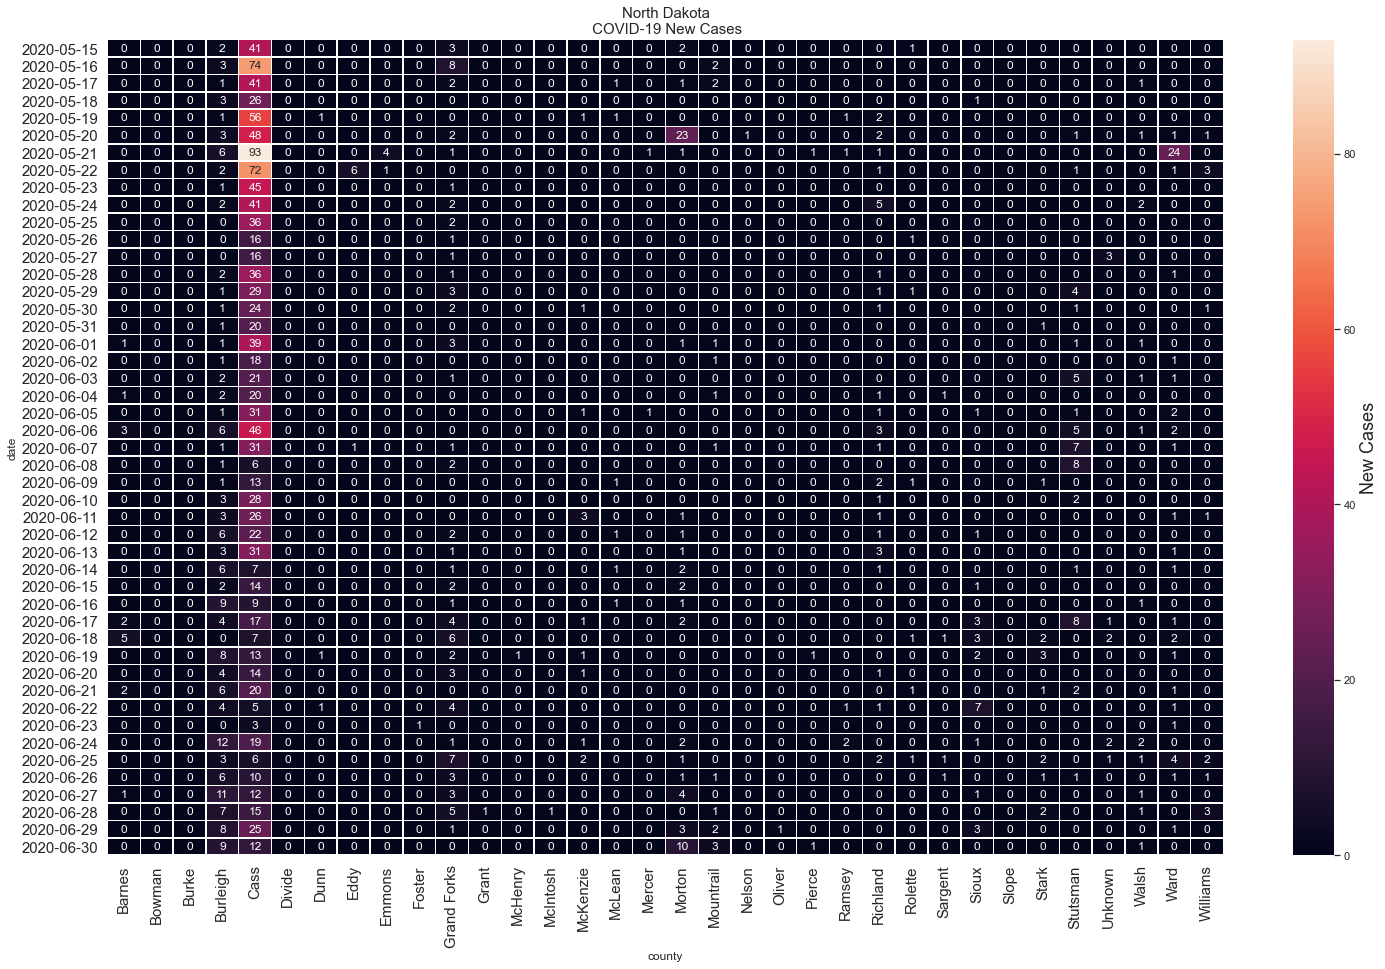 North Dakota
COVID-19 New Cases
2020-05-15 0 0 0 2 41 0 0 0 0 0 3 0 0 0 0 0 0 2 0 0 0 0 0 0 1 0 0 0 0 0 0 0 0 0
2020-05-16 0 0 0 3 74 0 0 0 0 0 8 0 0 0 0 0 0 0 2 0 0 0 0 0 0 0 0 0 0 0 0 0 0 0
2020-05-17 0 0 0 1 41 0 0 0 0 0 2 0 0 0 0 1 0 1 2 0 0 0 0 0 0 0 0 0 0 0 0 1 0 0
2020-05-18 0 0 0 3 26 0 0 0 0 0 0 0 0 0 0 0 0 0 0 0 0 0 0 0 0 0 1 0 0 0 0 0 0 0
2020-05-19 0 0 0 1 56 0 1 0 0 0 0 0 0 0 1 1 0 0 0 0 0 0 1 2 0 0 0 0 0 0 0 0 0 0
2020-05-20 0 0 0 3 48 0 0 0 0 0 2 0 0 0 0 0 0 23 0 1 0 0 0 2 0 0 0 0 0 1 0 1 1 1
2020-05-21 0 0 0 6 93 0 0 0 4 0 1 0 0 0 0 0 1 1 0 0 0 1 1 1 0 0 0 0 0 0 0 0 24 0
2020-05-22 0 0 0 2 72 0 0 6 1 0 0 0 0 0 0 0 0 0 0 0 0 0 0 1 0 0 0 0 0 1 0 0 1 3
2020-05-23 0 0 0 1 45 0 0 0 0 0 1 0 0 0 0 0 0 0 0 0 0 0 0 0 0 0 0 0 0 0 0 0 0 0
2020-05-24 0 0 0 2 41 0 0 0 0 0 2 0 0 0 0 0 0 0 0 0 0 0 0 5 0 0 0 0 0 0 0 2 0 0
2020-05-25 0 0 0 0 36 0 0 0 0 0 2 0 0 0 0 0 0 0 0 0 0 0 0 0 0 0 0 0 0 0 0 0 0 0
2020-05-26 0 0 0 0 16 0 0 0 0 0 1 0 0 0 0 0 0 0 0 0 0 0 0 0 1 0 0 0 0 0 0 0 0 0
2020-05-27 0 0 0 0 16 0 0 0 0 0 1 0 0 0 0 0 0 0 0 0 0 0 0 0 0 0 0 0 0 0 3 0 0 0
2020-05-28 0 0 0 2 36 0 0 0 0 0 1 0 0 0 0 0 0 0 0 0 0 0 0 1 0 0 0 0 0 0 0 0 1 0
2020-05-29 0 0 0 1 29 0 0 0 0 0 3 0 0 0 0 0 0 0 0 0 0 0 0 1 1 0 0 0 0 4 0 0 0 0
2020-05-30 0 0 0 1 24 0 0 0 0 0 2 0 0 0 1 0 0 0 0 0 0 0 0 1 0 0 0 0 0 1 0 0 0 1
2020-05-31 0 0 0 1 20 0 0 0 0 0 0 0 0 0 0 0 0 0 0 0 0 0 0 0 0 0 0 0 1 0 0 0 0 0
2020-06-01 1 0 0 1 39 0 0 0 0 0 3 0 0 0 0 0 0 1 1 0 0 0 0 0 0 0 0 0 0 1 0 1 0 0
2020-06-02 0 0 0 1 18 0 0 0 0 0 0 0 0 0 0 0 0 0 1 0 0 0 0 0 0 0 0 0 0 0 0 0 1 0
2020-06-03 0 0 0 2 21 0 0 0 0 0 1 0 0 0 0 0 0 0 0 0 0 0 0 0 0 0 0 0 0 5 0 1 1 0
2020-06-04 1 0 0 2 20 0 0 0 0 0 0 0 0 0 0 0 0 0 1 0 0 0 0 1 0 1 0 0 0 0 0 0 0 0
2020-06-05 0 0 0 1 31 0 0 0 0 0 0 0 0 0 1 0 1 0 0 0 0 0 0 1 0 0 1 0 0 1 0 0 2 0
2020-06-06 3 0 0 6 46 0 0 0 0 0 0 0 0 0 0 0 0 0 0 0 0 0 0 3 0 0 0 0 0 5 0 1 2 0
2020-06-07 0 0 0 1 31 0 0 1 0 0 1 0 0 0 0 0 0 0 1 0 0 0 0 1 0 0 0 0 0 7 0 0 1 0
2020-06-08 0 0 0 1 6 0 0 0 0 0 2 0 0 0 0 0 0 0 0 0 0 0 0 0 0 0 0 0 0 8 0 0 0 0
2020-06-09 0 0 0 1 13 0 0 0 0 0 0 0 0 0 0 1 0 0 0 0 0 0 0 2 1 0 0 0 1 0 0 0 0 0
2020-06-10 0 0 0 3 28 0 0 0 0 0 0 0 0 0 0 0 0 0 0 0 0 0 0 1 0 0 0 0 0 2 0 0 0 0
2020-06-11 0 0 0 3 26 0 0 0 0 0 0 0 0 0 3 0 0 1 0 0 0 0 0 1 0 0 0 0 0 0 0 0 1 1
2020-06-12 0 0 0 6 22 0 0 0 0 0 2 0 0 0 0 1 0 1 0 0 0 0 0 1 0 0 1 0 0 0 0 0 0 0
2020-06-13 0 0 0 3 31 0 0 0 0 0 1 0 0 0 0 0 0 1 0 0 0 0 0 3 0 0 0 0 0 0 0 0 1 0
2020-06-14 0 0 0 6 7 0 0 0 0 0 1 0 0 0 0 1 0 2 0 0 0 0 0 1 0 0 0 0 0 1 0 0 1 0
2020-06-15 0 0 0 2 14 0 0 0 0 0 2 0 0 0 0 0 0 2 0 0 0 0 0 0 0 0 1 0 0 0 0 0 0 0
2020-06-16 0 0 0 9 9 0 0 0 0 0 1 0 0 0 0 1 0 1 0 0 0 0 0 0 0 0 0 0 0 0 0 1 0 0
2020-06-17 2 0 0 4 17 0 0 0 0 0 4 0 0 0 1 0 0 2 0 0 0 0 0 0 0 0 3 0 0 8 1 0 1 0
2020-06-18 5 0 0 0 7 0 0 0 0 0 6 0 0 0 0 0 0 0 0 0 0 0 0 0 1 1 3 0 2 0 2 0 2 0
2020-06-19 0 0 0 8 13 0 1 0 0 0 2 0 1 0 1 0 0 0 0 0 0 1 0 0 0 0 2 0 3 0 0 0 1 0
2020-06-20 0 0 0 4 14 0 0 0 0 0 3 0 0 0 1 0 0 0 0 0 0 0 0 1 0 0 0 0 0 0 0 0 0 0
2020-06-21 2 0 0 6 20 0 0 0 0 0 0 0 0 0 0 0 0 0 0 0 0 0 0 0 1 0 0 0 1 2 0 0 1 0
2020-06-22 0 0 0 4 5 0 1 0 0 0 4 0 0 0 0 0 0 0 0 0 0 0 1 1 0 0 7 0 0 0 0 0 1 0
2020-06-23 0 0 0 0 3 0 0 0 0 1 0 0 0 0 0 0 0 0 0 0 0 0 0 0 0 0 0 0 0 0 0 0 1 0
2020-06-24 0 0 0 12 19 0 0 0 0 0 1 0 0 0 1 0 0 2 0 0 0 0 2 0 0 0 1 0 0 0 2 2 0 0
2020-06-25 0 0 0 3 6 0 0 0 0 0 7 0 0 0 2 0 0 1 0 0 0 0 0 2 1 1 0 0 2 0 1 1 4 2
2020-06-26 0 0 0 6 10 0 0 0 0 0 3 0 0 0 0 0 0 1 1 0 0 0 0 0 0 1 0 0 1 1 0 0 1 1
2020-06-27 1 0 0 11 12 0 0 0 0 0 3 0 0 0 0 0 0 4 0 0 0 0 0 0 0 0 1 0 0 0 0 1 0 0
2020-06-28 0 0 0 7 15 0 0 0 0 0 5 1 0 1 0 0 0 0 1 0 0 0 0 0 0 0 0 0 2 0 0 1 0 3
2020-06-29 0 0 0 8 25 0 0 0 0 0 1 0 0 0 0 0 0 3 2 0 1 0 0 0 0 0 3 0 0 0 0 0 1 0
2020-06-30 0 0 0 9 12 0 0 0 0 0 0 0 0 0 0 0 0 10 3 0 0 1 0 0 0 0 0 0 0 0 0 1 0 0
date
Barnes Bowman Burke Burleigh Cass Divide Dunn Eddy Emmons Foster Grand Forks Grant McHenry McIntosh McKenzie McLean Mercer Morton Mountrail Nelson Oliver Pierce Ramsey Richland Rolette Sargent Sioux Slope Stark Stutsman Unknown Walsh Ward Williams
county
80
60
40
20
0
New Cases